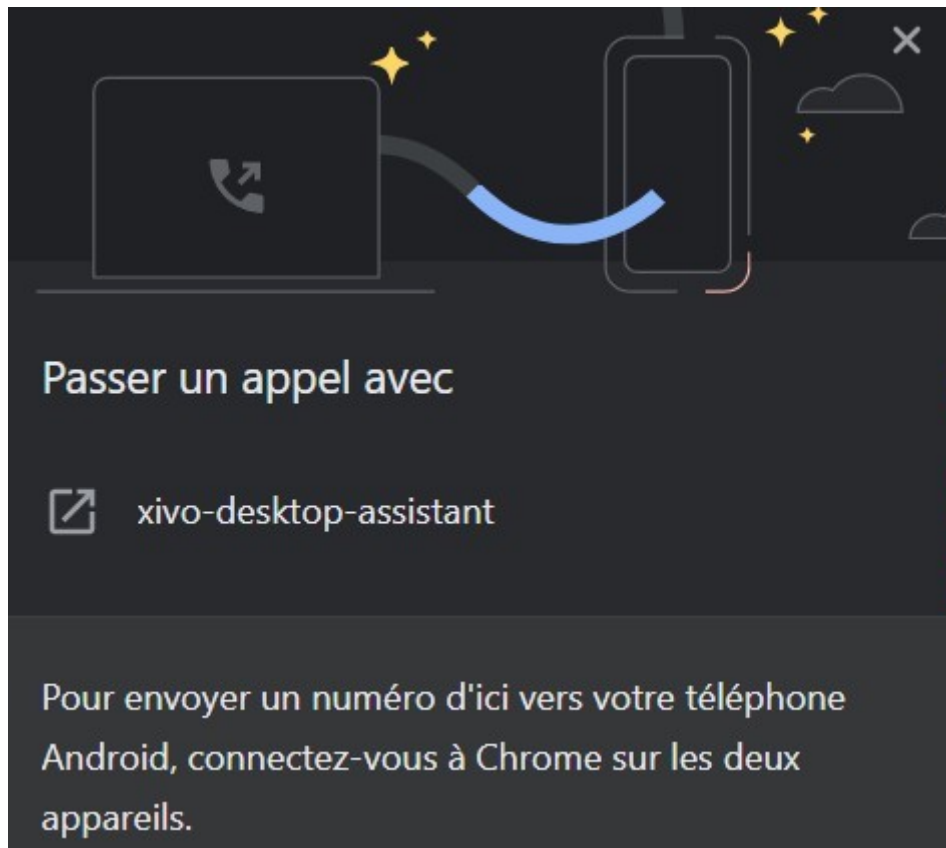 Passer un appel avec
xivo-desktop-assistant
Pour envoyer un numéro d'ici vers votre téléphone
Android, connectez-vous à Chrome sur les deux
appareils.